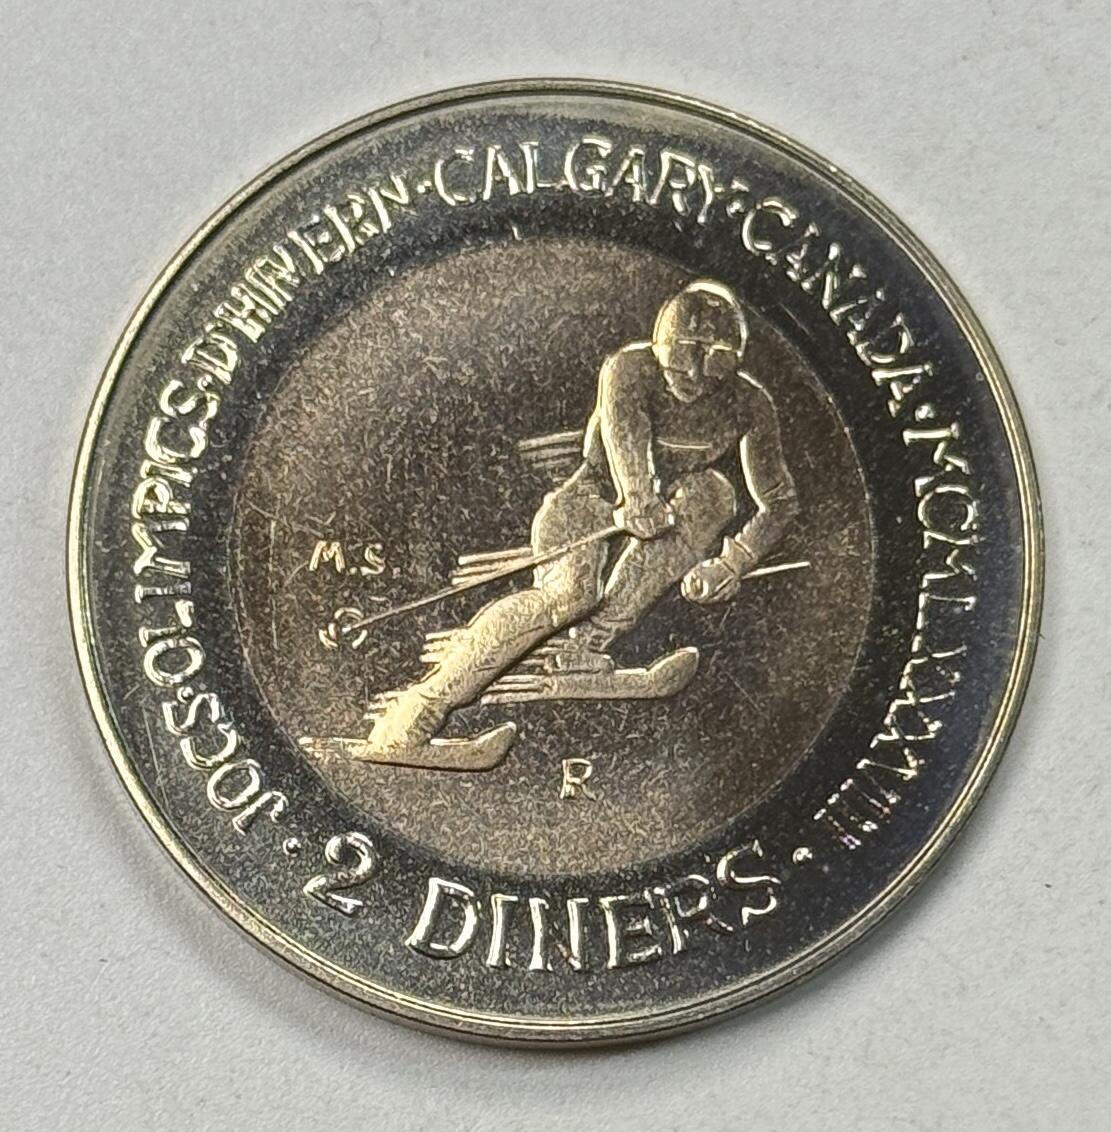 JOCS·OLIMPICS·D'HIVERN·CALGARY·CANADA·MCMLXXXVIII
· 2 DINERS ·
M.S.
R